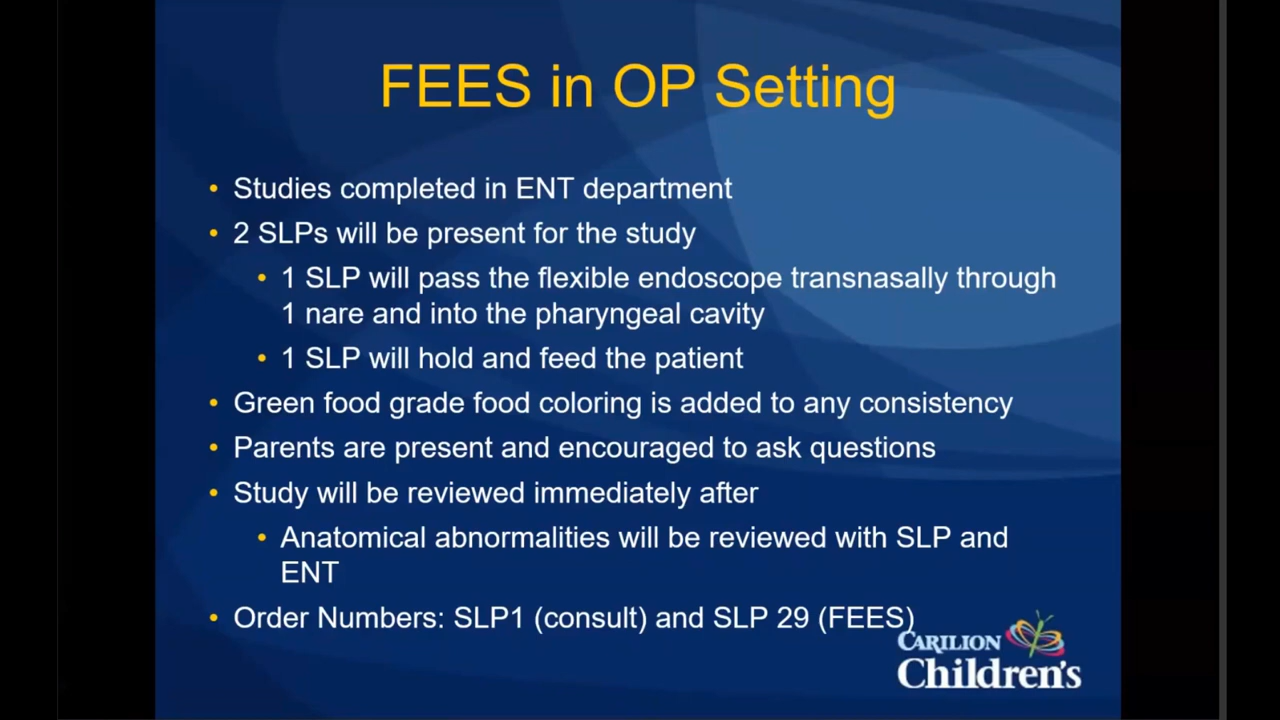 FEES in OP Setting
• Studies completed in ENT department
• 2 SLPs will be present for the study
• 1 SLP will pass the flexible endoscope transnasally through
1 nare and into the pharyngeal cavity
• 1 SLP will hold and feed the patient
• Green food grade food coloring is added to any consistency
• Parents are present and encouraged to ask questions
• Study will be reviewed immediately after
• Anatomical abnormalities will be reviewed with SLP and
ENT
• Order Numbers: SLP1 (consult) and SLP 29 (FEES)
CARILION
Children's